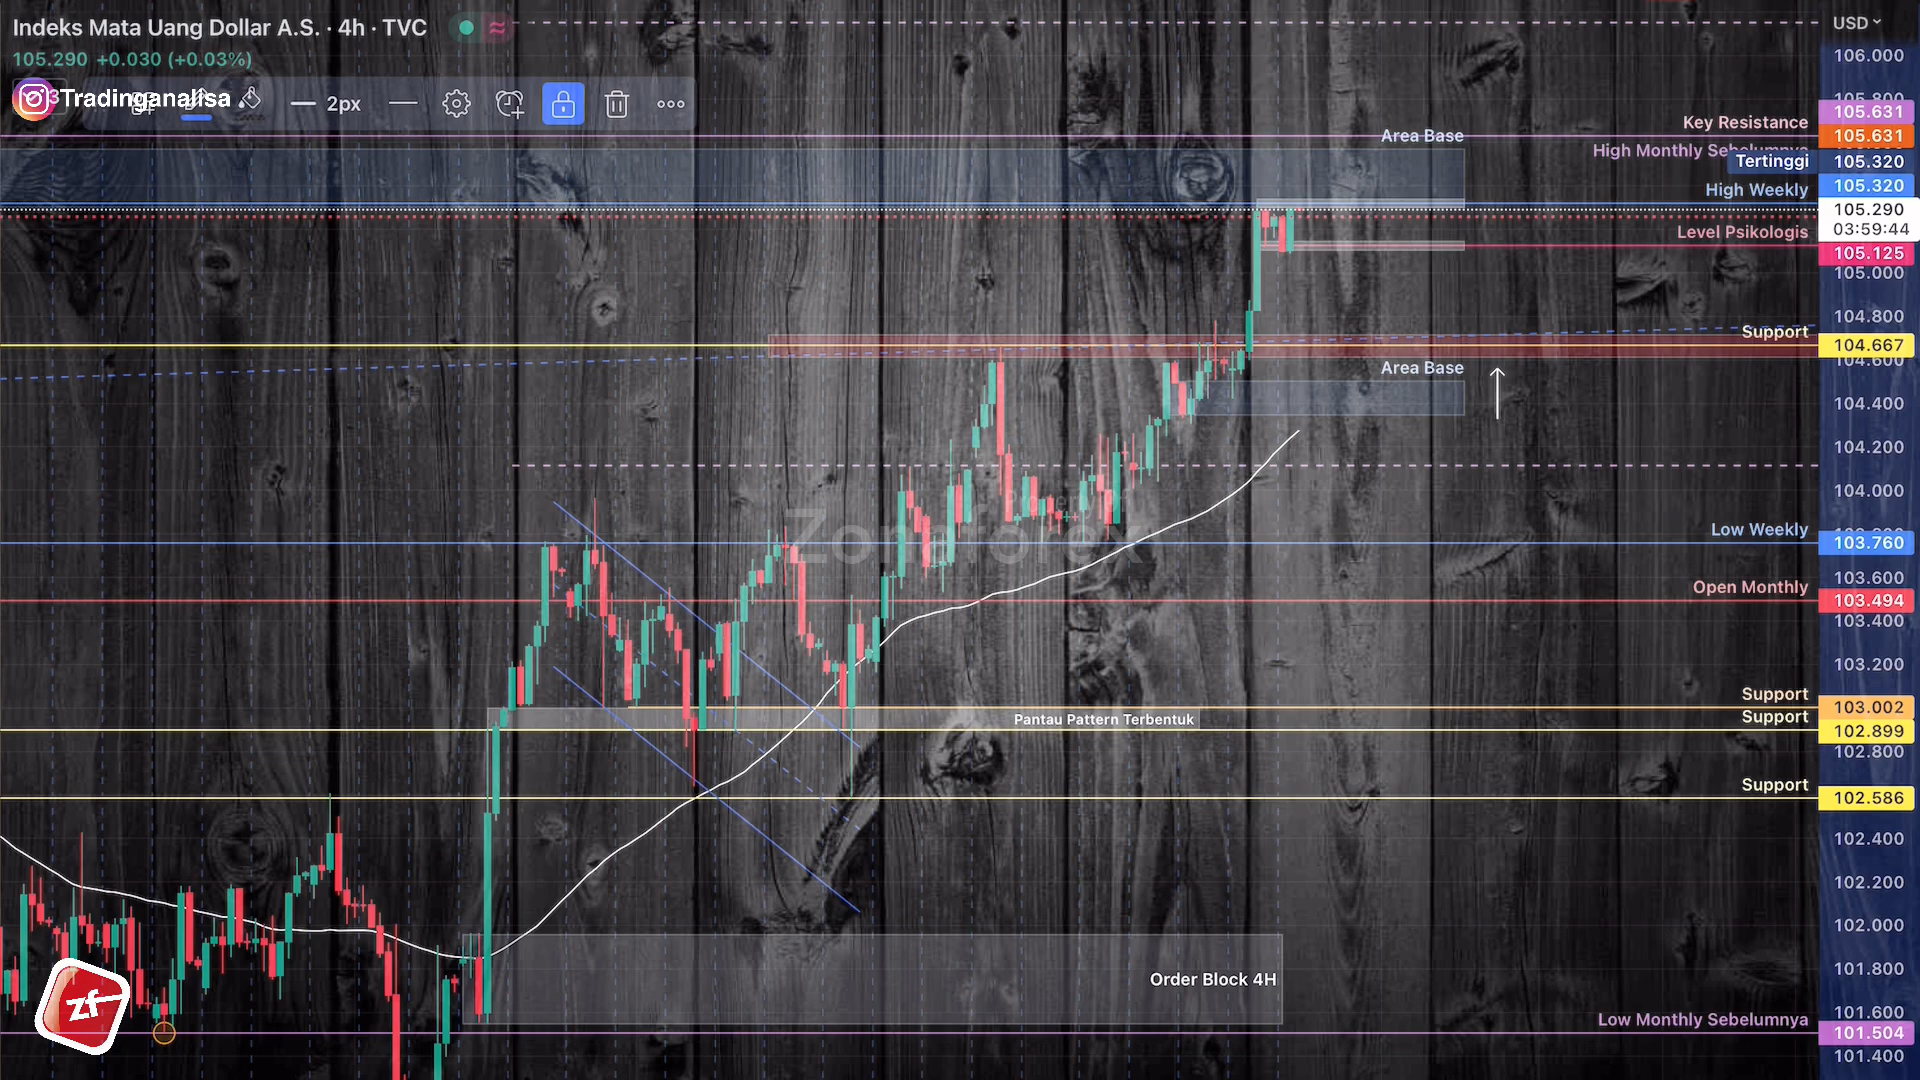 Indeks Mata Uang Dollar A.S. · 4h · TVC
105.290 +0.030 (+0.03%)
Tradinganalisa
2px
USD
106.000
Key Resistance
105.631
Area Base
105.631
High Monthly Sebelumnya
Tertinggi 105.320
High Weekly 105.320
105.290
03:59:44
Level Psikologis
105.125
105.000
104.800
Support
104.667
104.600
Area Base
104.400
104.200
104.000
Zonaforex
Low Weekly
103.760
103.600
Open Monthly
103.494
103.400
103.200
Support
103.002
Pantau Pattern Terbentuk
Support
102.899
102.800
Support
102.586
102.400
102.200
102.000
101.800
Order Block 4H
101.600
Low Monthly Sebelumnya
101.504
101.400
zf